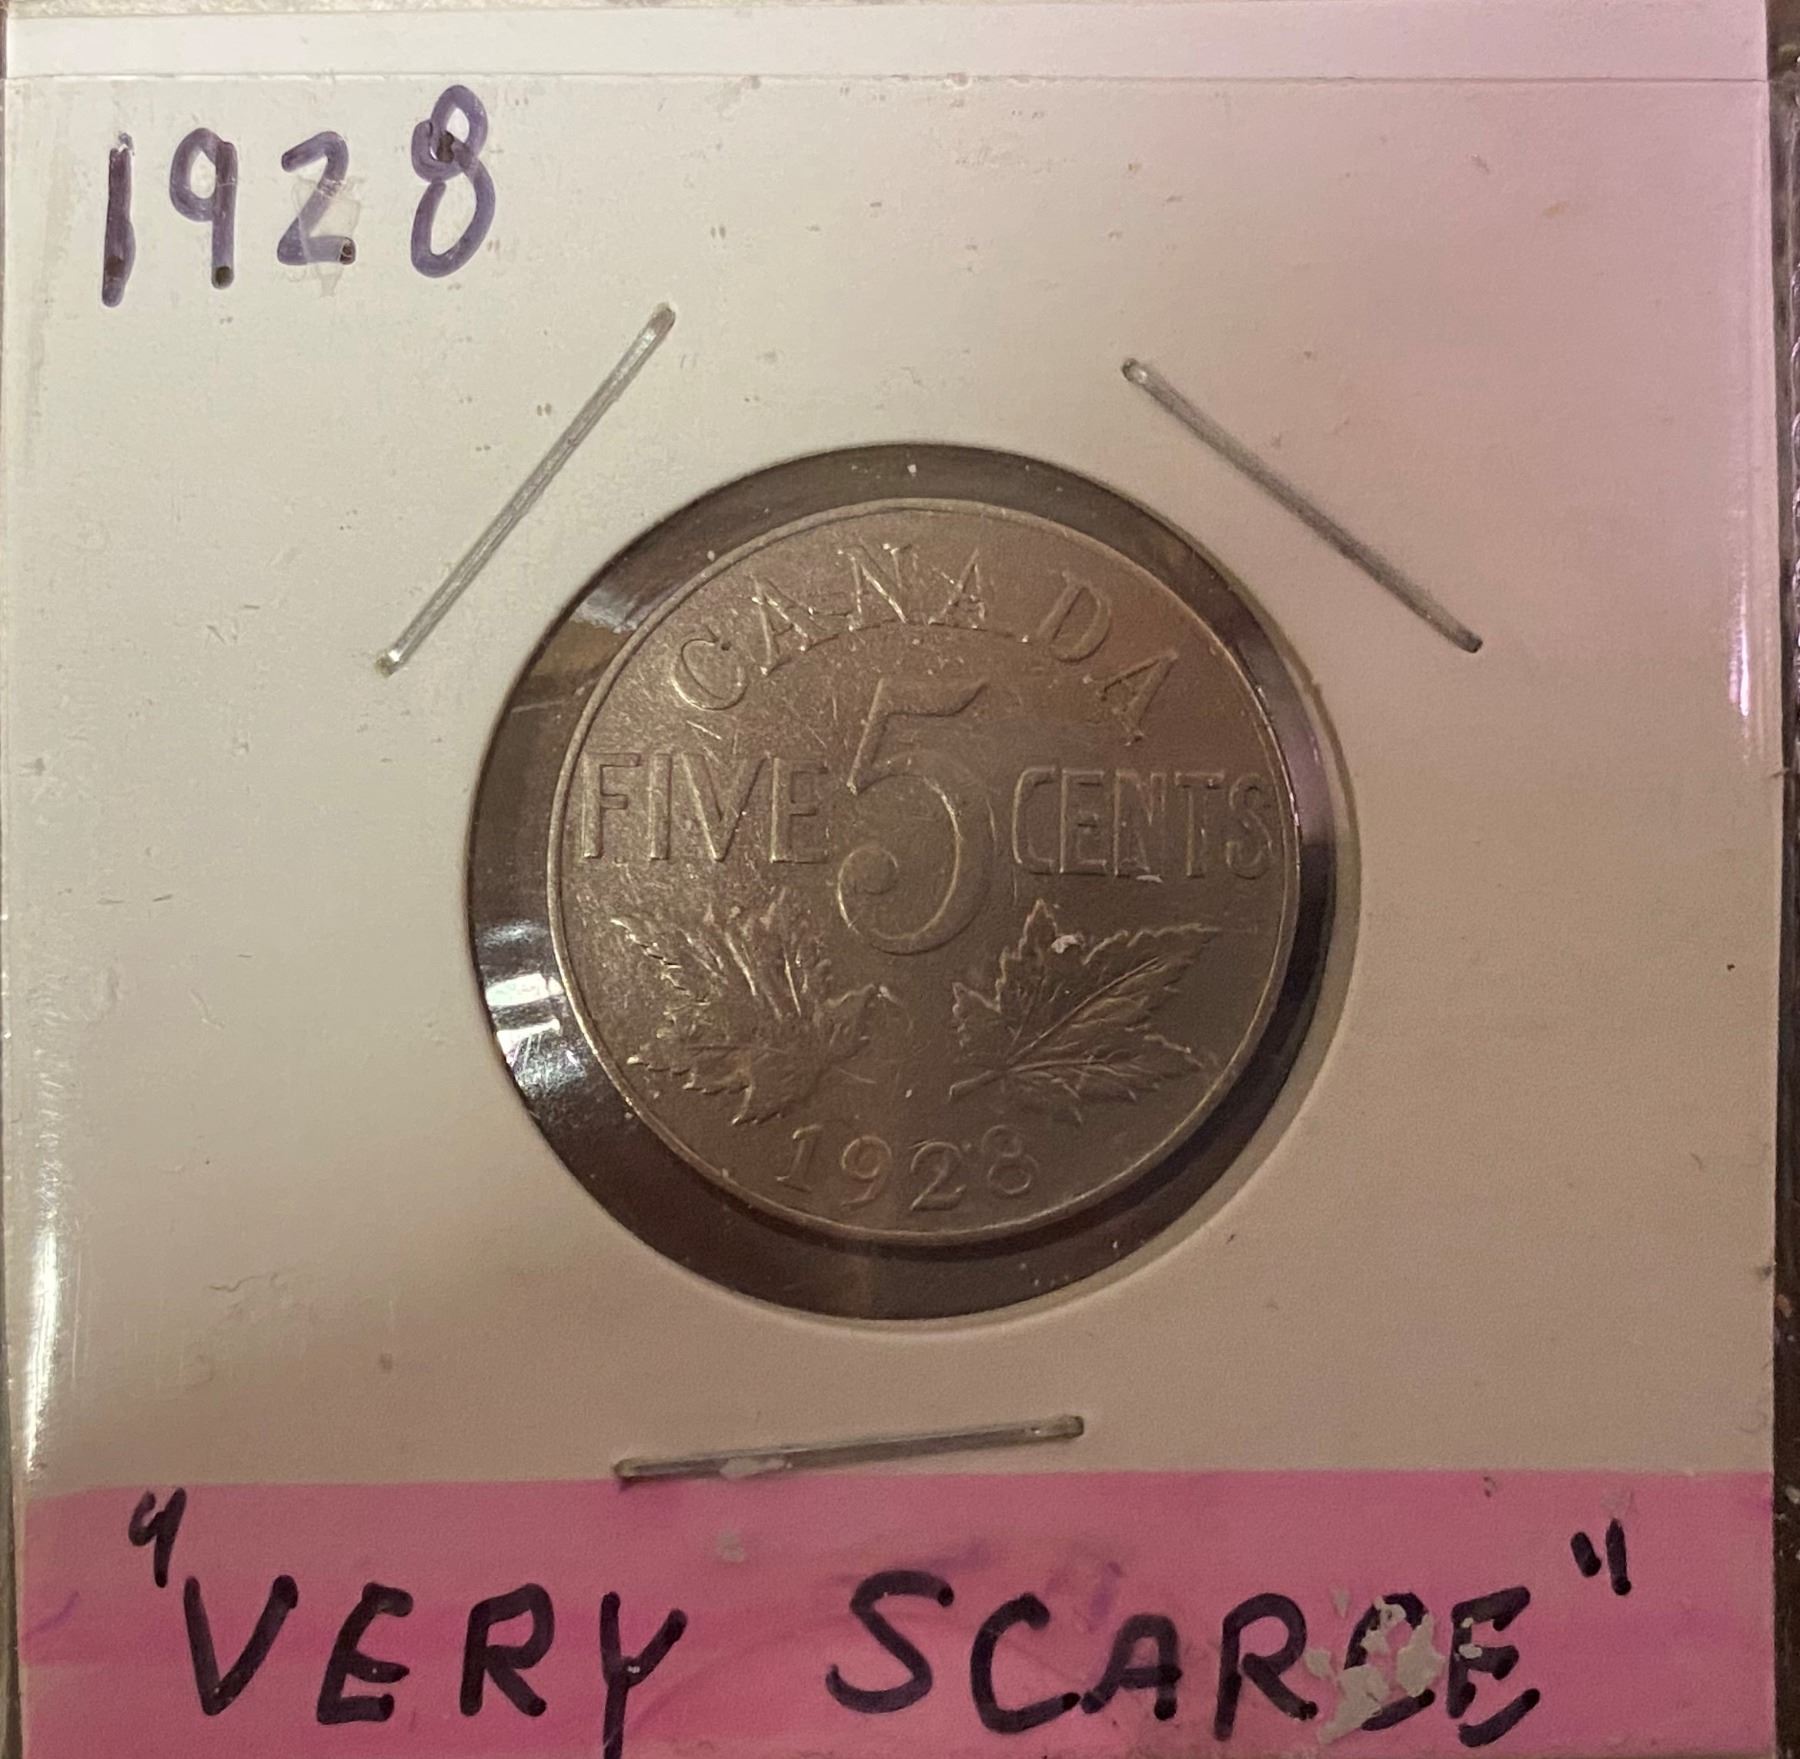 1928
CANADA
FIVE 5 CENTS
1928
"VERY SCARCE"